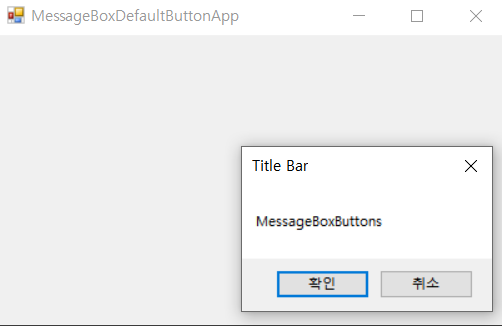 MessageBoxDefaultButtonApp
Title Bar
MessageBoxButtons
확인 취소